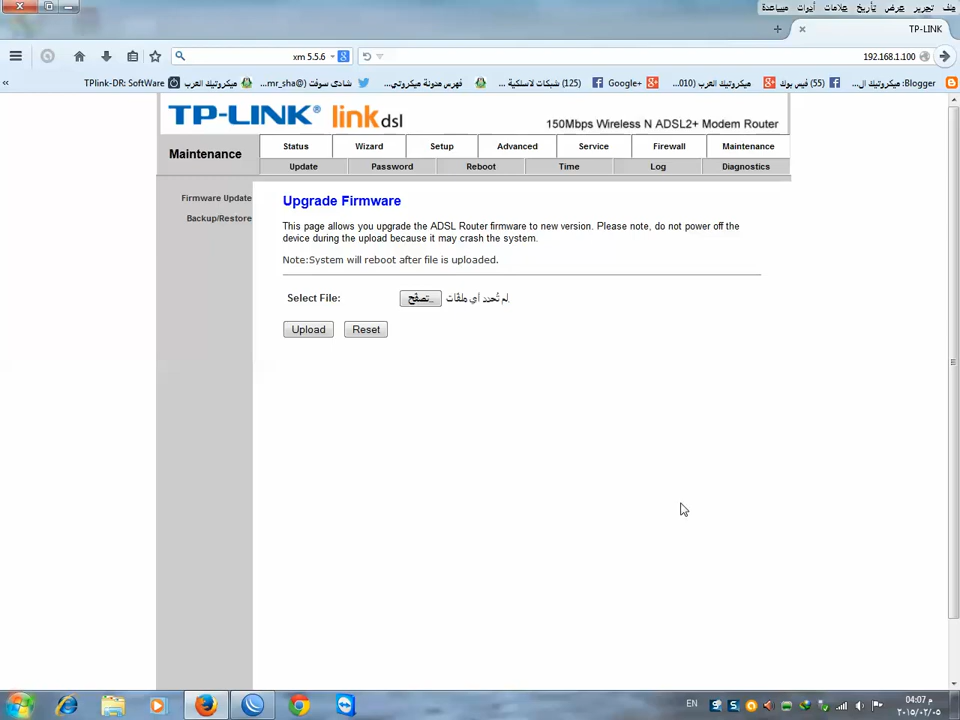 ملف تحرير عرض تأريخ علامات أدوات مساعدة
TP-LINK
192.168.1.100
xm 5.5.6
Blogger: ميكروتيك ال...
(55) فيس بوك
ميكروتيك العرب (010...
Google+
(125) شبكات لاسلكية ...
فهرس مدونة ميكروتي...
شادى سوفت (@mr_sha...
ميكروتيك العرب
TPlink-DR: SoftWare
TP-LINK® link dsl
150Mbps Wireless N ADSL2+ Modem Router
Maintenance
Status Wizard Setup Advanced Service Firewall Maintenance
Update Password Reboot Time Log Diagnostics
Firmware Update
Backup/Restore
Upgrade Firmware
This page allows you upgrade the ADSL Router firmware to new version. Please note, do not power off the
device during the upload because it may crash the system.
Note:System will reboot after file is uploaded.
Select File: تصفّح... لم تُحدد أي ملفّات.
Upload Reset
EN
04:07 م
٢٠١٥/٠٢/٠٥